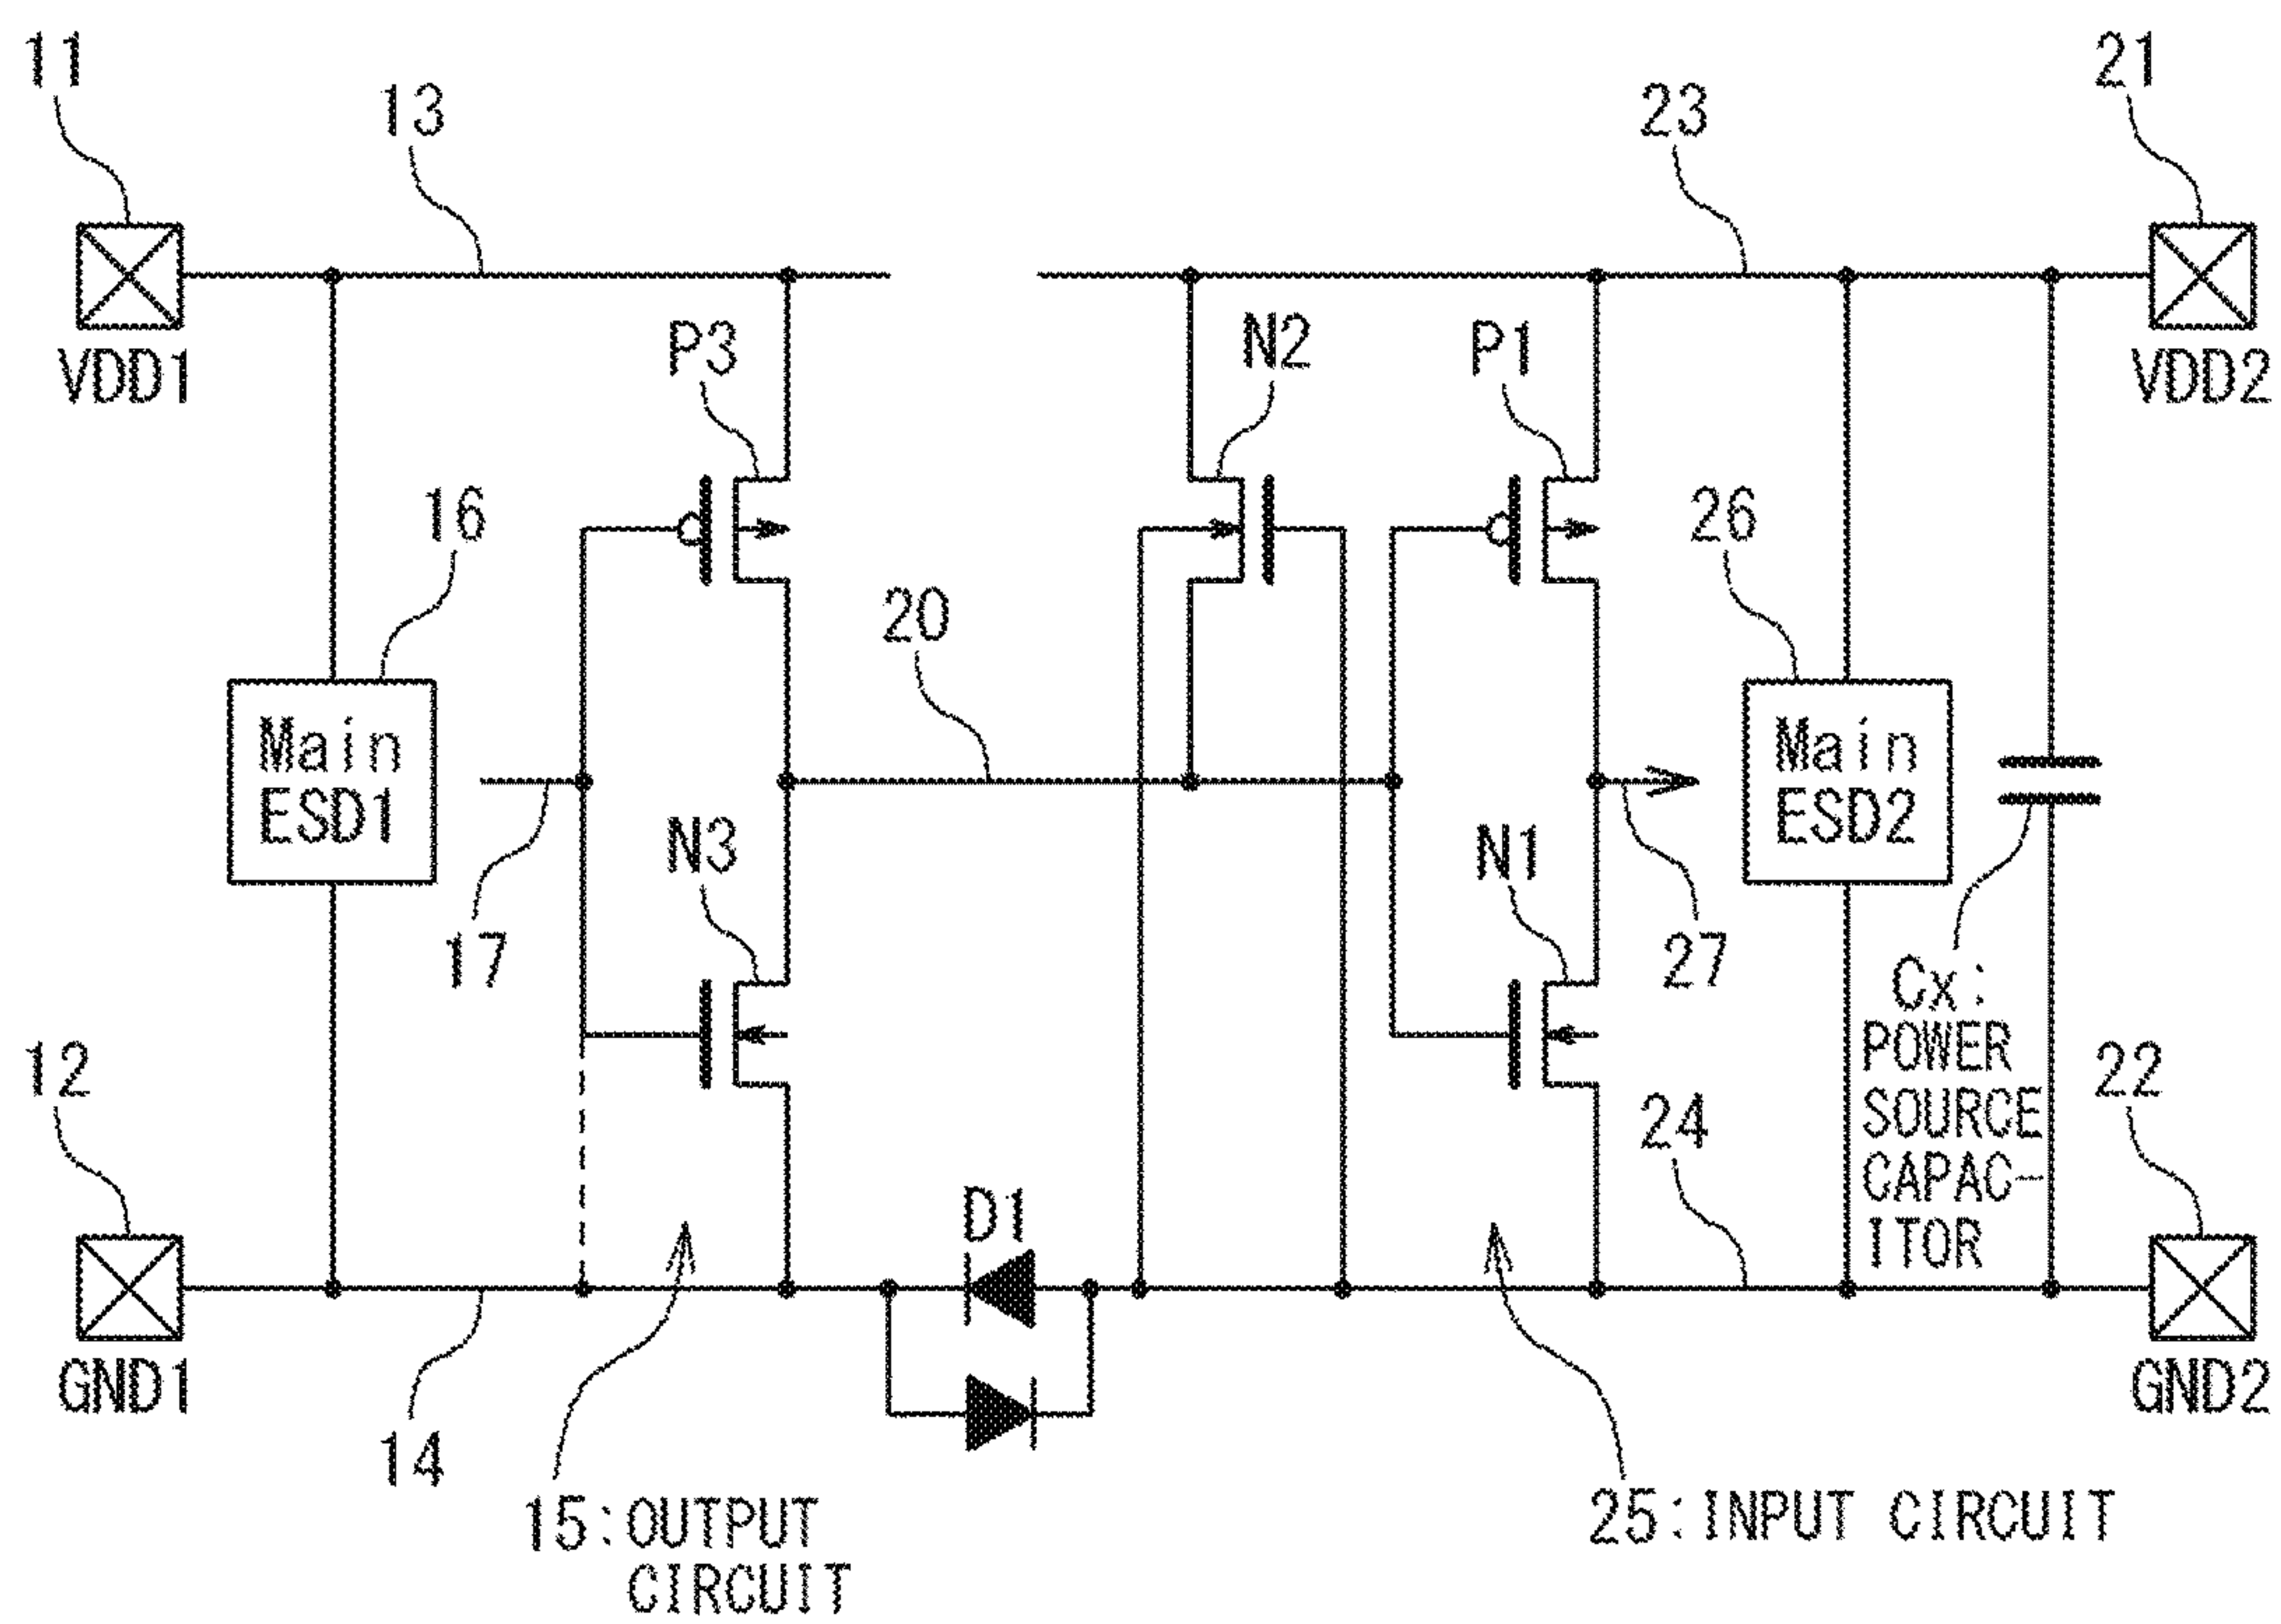 11
13
23
21
VDD1
P3
N2
P1
VDD2
16
20
26
Main
ESD1
Main
ESD2
17
N3
N1
27
Cx:
POWER
SOURCE
CAPAC-
ITOR
12
24
22
D1
GND1
14
GND2
15:OUTPUT
CIRCUIT
25:INPUT CIRCUIT